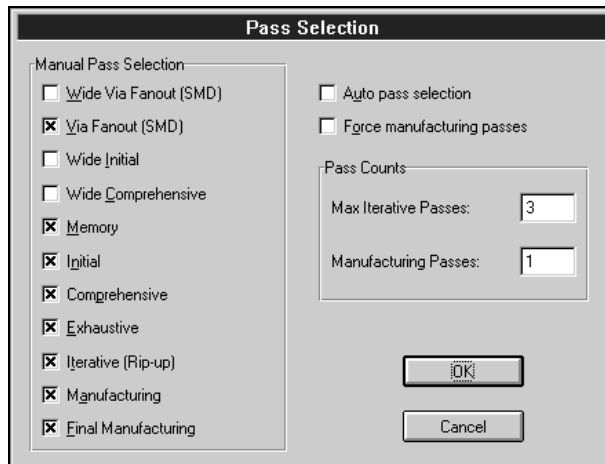 Pass Selection
Manual Pass Selection
Wide Via Fanout (SMD)
Via Fanout (SMD)
Wide Initial
Wide Comprehensive
Memory
Initial
Comprehensive
Exhaustive
Iterative (Rip-up)
Manufacturing
Final Manufacturing
Auto pass selection
Force manufacturing passes
Pass Counts
Max Iterative Passes: 3
Manufacturing Passes: 1
OK
Cancel